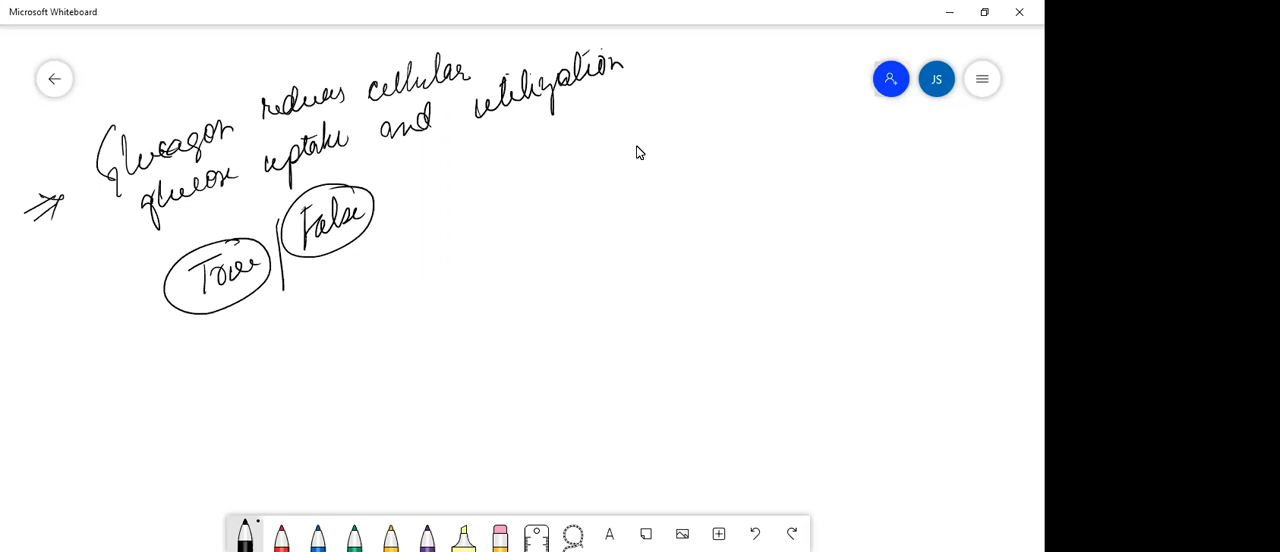 Microsoft Whiteboard
JS
Glucagon reduces cellular
glucose uptake and utilization
True | False
A